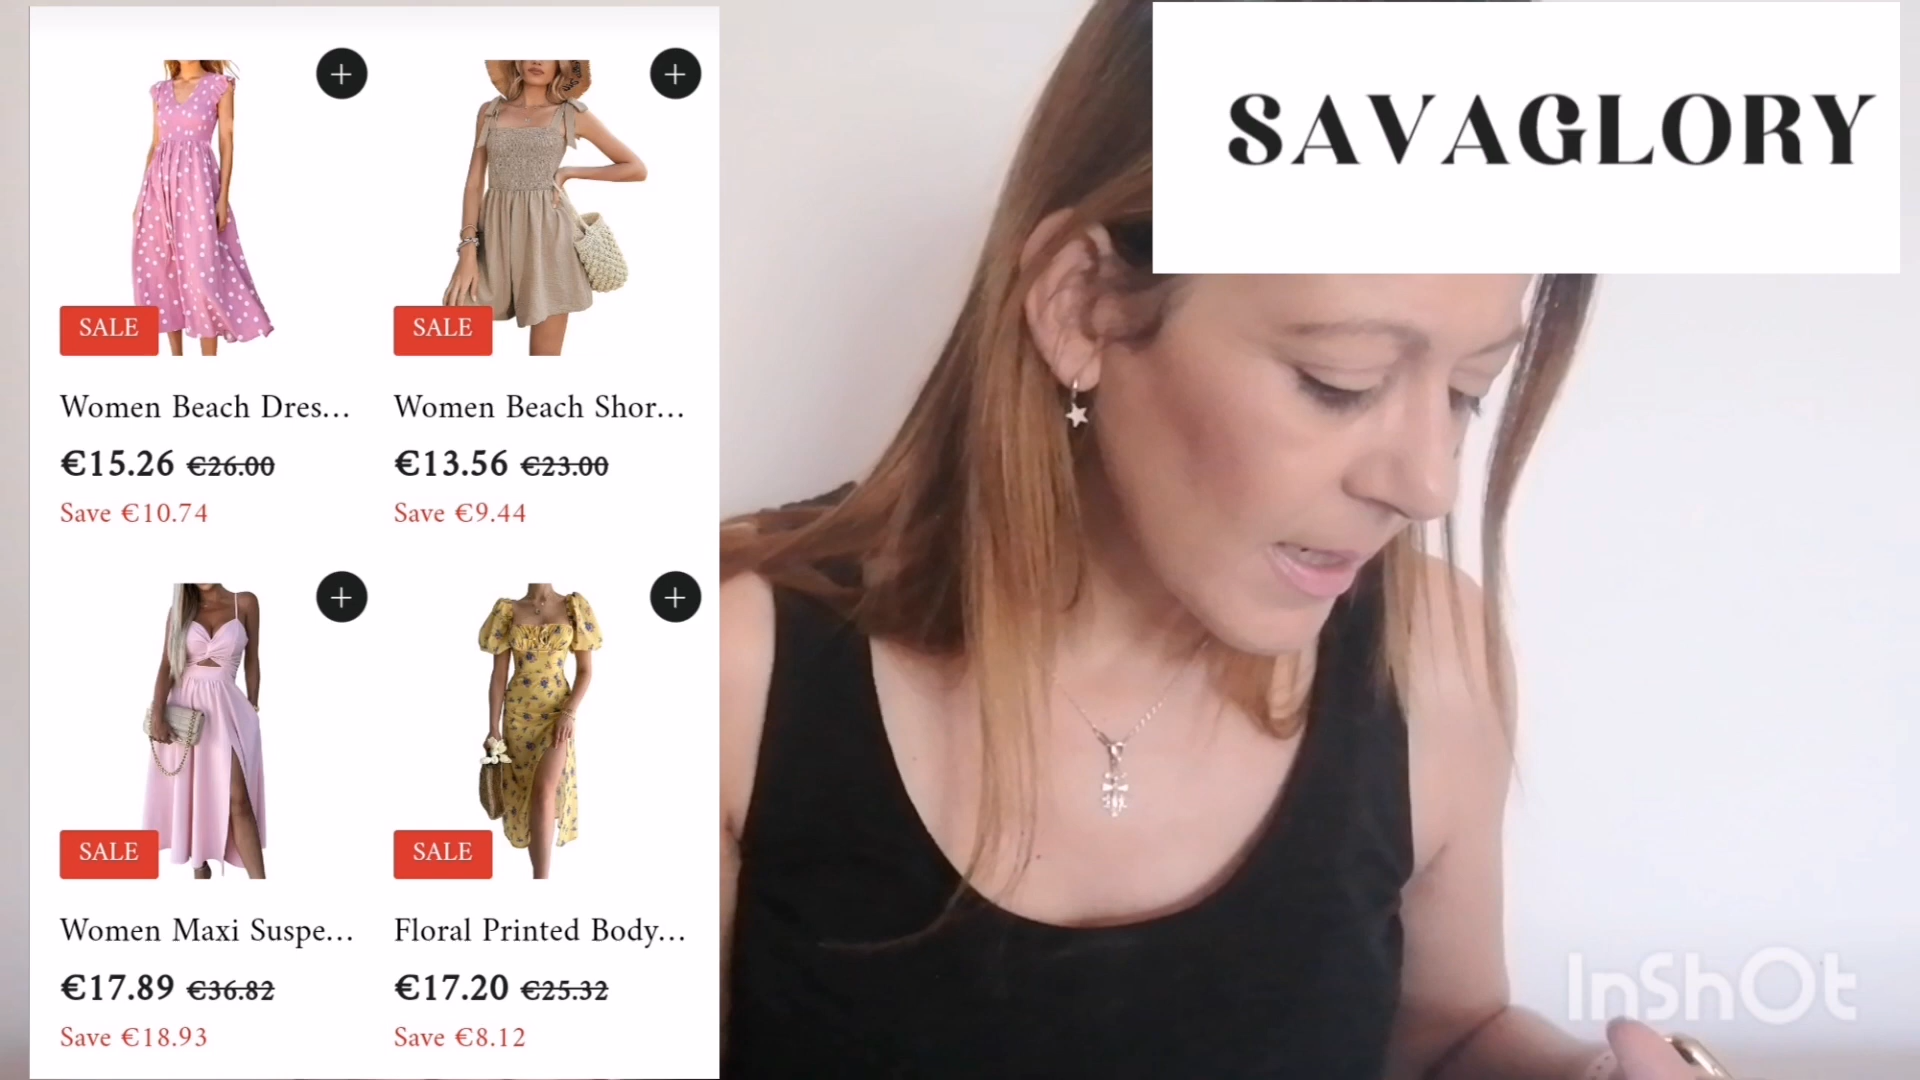 SAVAGLORY
SALE
Women Beach Dres...
€15.26 €26.00
Save €10.74
SALE
Women Beach Shor...
€13.56 €23.00
Save €9.44
SALE
Women Maxi Suspe...
€17.89 €36.82
Save €18.93
SALE
Floral Printed Body...
€17.20 €25.32
Save €8.12
InShOt